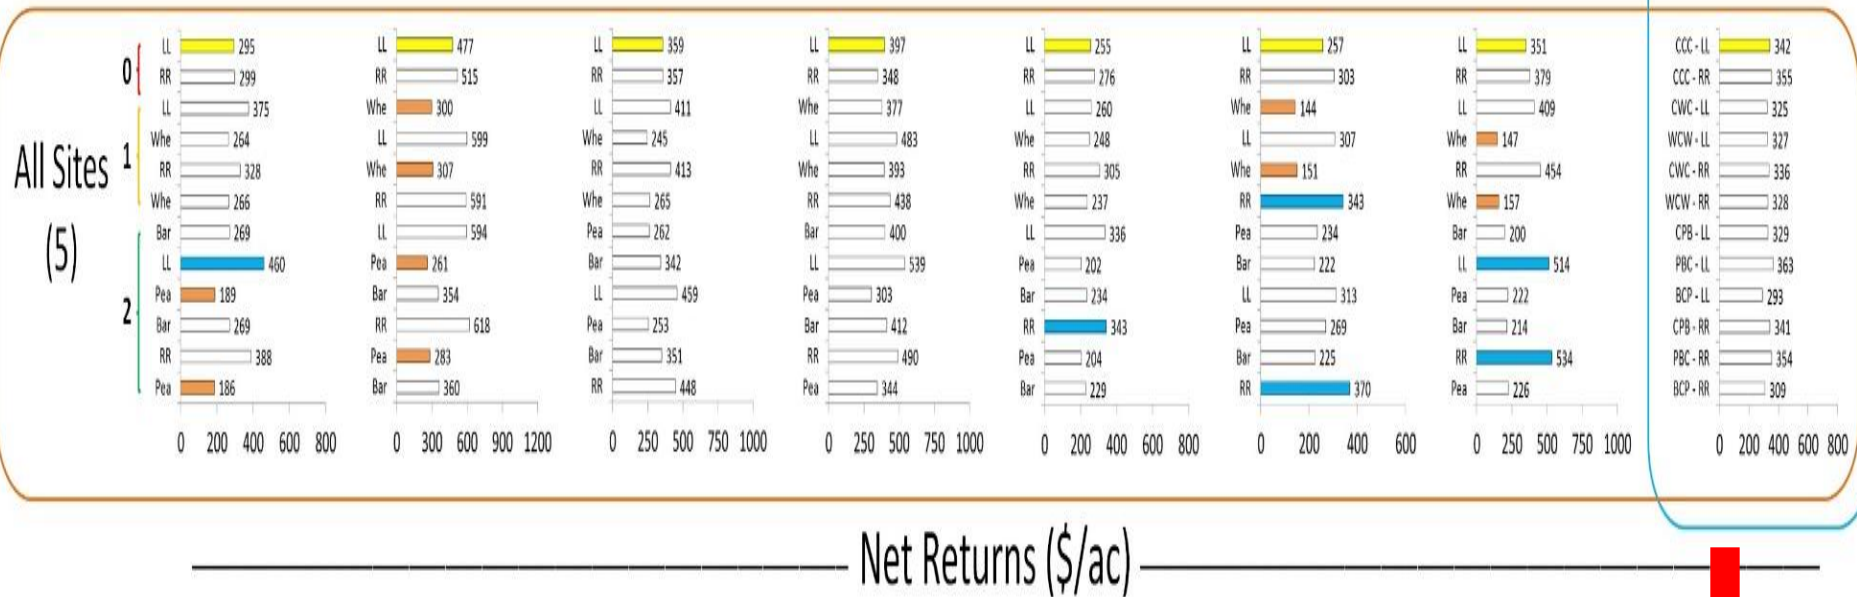 All Sites
(5)
0
1
2
LL 295
RR 299
LL 375
Whe 264
RR 328
Whe 266
Bar 269
LL 460
Pea 189
Bar 269
RR 388
Pea 186
0 200 400 600 800
LL 477
RR 515
Whe 300
LL 599
Whe 307
RR 591
LL 594
Pea 261
Bar 354
RR 618
Pea 283
Bar 360
0 300 600 900 1200
LL 359
RR 357
LL 411
Whe 245
RR 413
Whe 265
Pea 262
Bar 342
LL 459
Pea 253
Bar 351
RR 448
0 250 500 750 1000
LL 397
RR 348
Whe 377
LL 483
Whe 393
RR 438
Bar 400
LL 539
Pea 303
Bar 412
RR 490
Pea 344
0 250 500 750 1000
LL 255
RR 276
LL 260
Whe 248
RR 305
Whe 237
LL 336
Pea 202
Bar 234
RR 343
Pea 204
Bar 229
0 200 400 600 800
LL 257
RR 303
Whe 144
LL 307
Whe 151
RR 343
Pea 234
Bar 222
LL 313
Pea 269
Bar 225
RR 370
0 200 400 600
LL 351
RR 379
LL 409
Whe 147
RR 454
Whe 157
Bar 200
LL 514
Pea 222
Bar 214
RR 534
Pea 226
0 250 500 750 1000
CCC - LL 342
CCC - RR 355
CWC - LL 325
WCW - LL 327
CWC - RR 336
WCW - RR 328
CPB - LL 329
PBC - LL 363
BCP - LL 293
CPB - RR 341
PBC - RR 354
BCP - RR 309
0 200 400 600 800
Net Returns ($/ac)